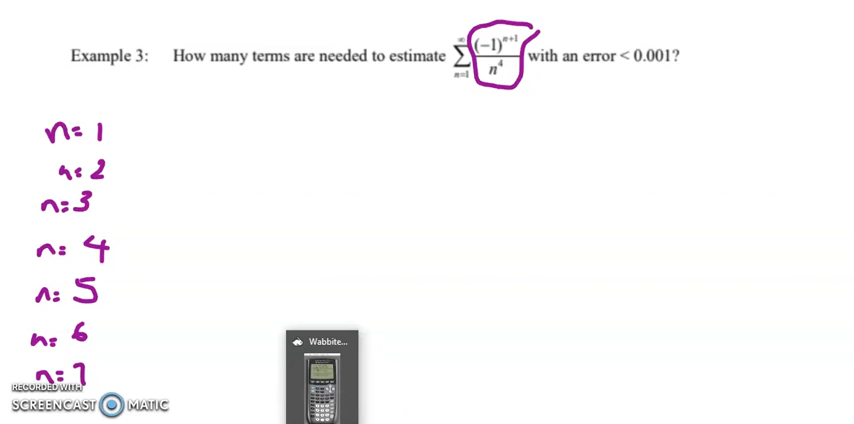 Example 3: How many terms are needed to estimate ∑_{n=1}^{∞} (-1)^{n+1}/n^4 with an error < 0.001?
n= 1
n= 2
n= 3
n= 4
n= 5
n= 6
n= 7
Wabbite...
RECORDED WITH
SCREENCAST MATIC